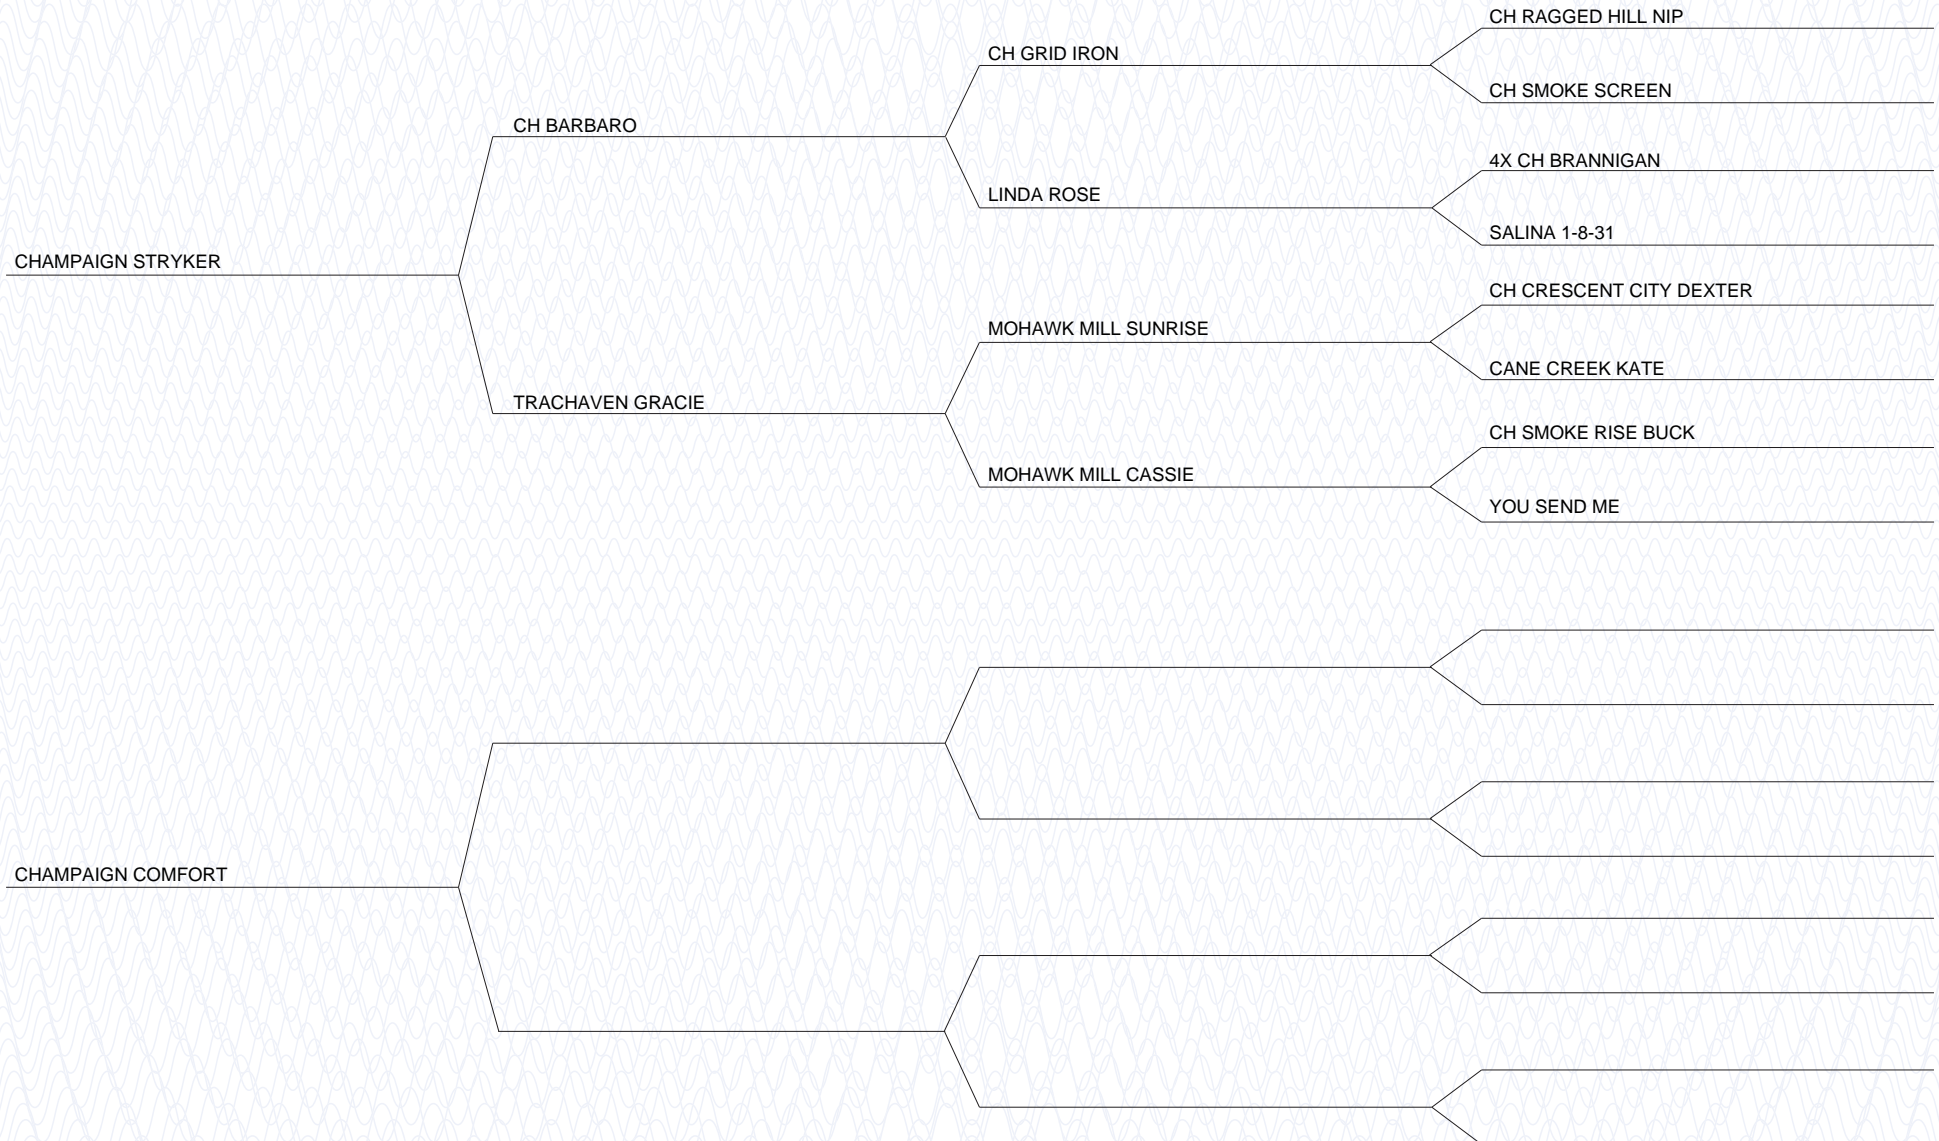 CH RAGGED HILL NIP
CH GRID IRON
CH SMOKE SCREEN
CH BARBARO
4X CH BRANNIGAN
LINDA ROSE
SALINA 1-8-31
CHAMPAIGN STRYKER
CH CRESCENT CITY DEXTER
MOHAWK MILL SUNRISE
CANE CREEK KATE
TRACHAVEN GRACIE
CH SMOKE RISE BUCK
MOHAWK MILL CASSIE
YOU SEND ME
CHAMPAIGN COMFORT